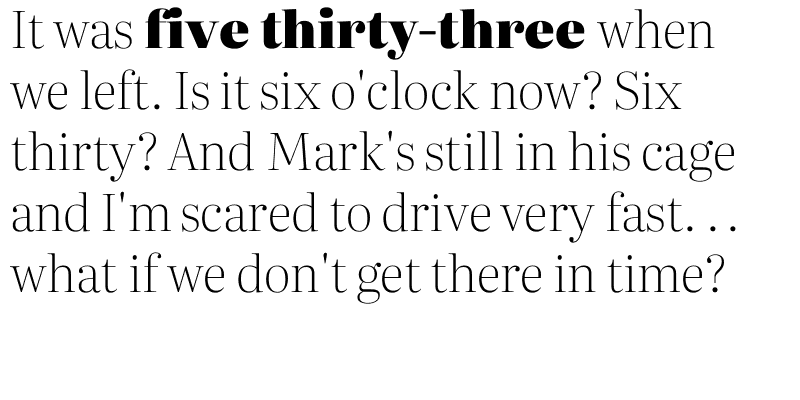 It was five thirty-three when
we left. Is it six o'clock now? Six
thirty? And Mark's still in his cage
and I'm scared to drive very fast. . .
what if we don't get there in time?